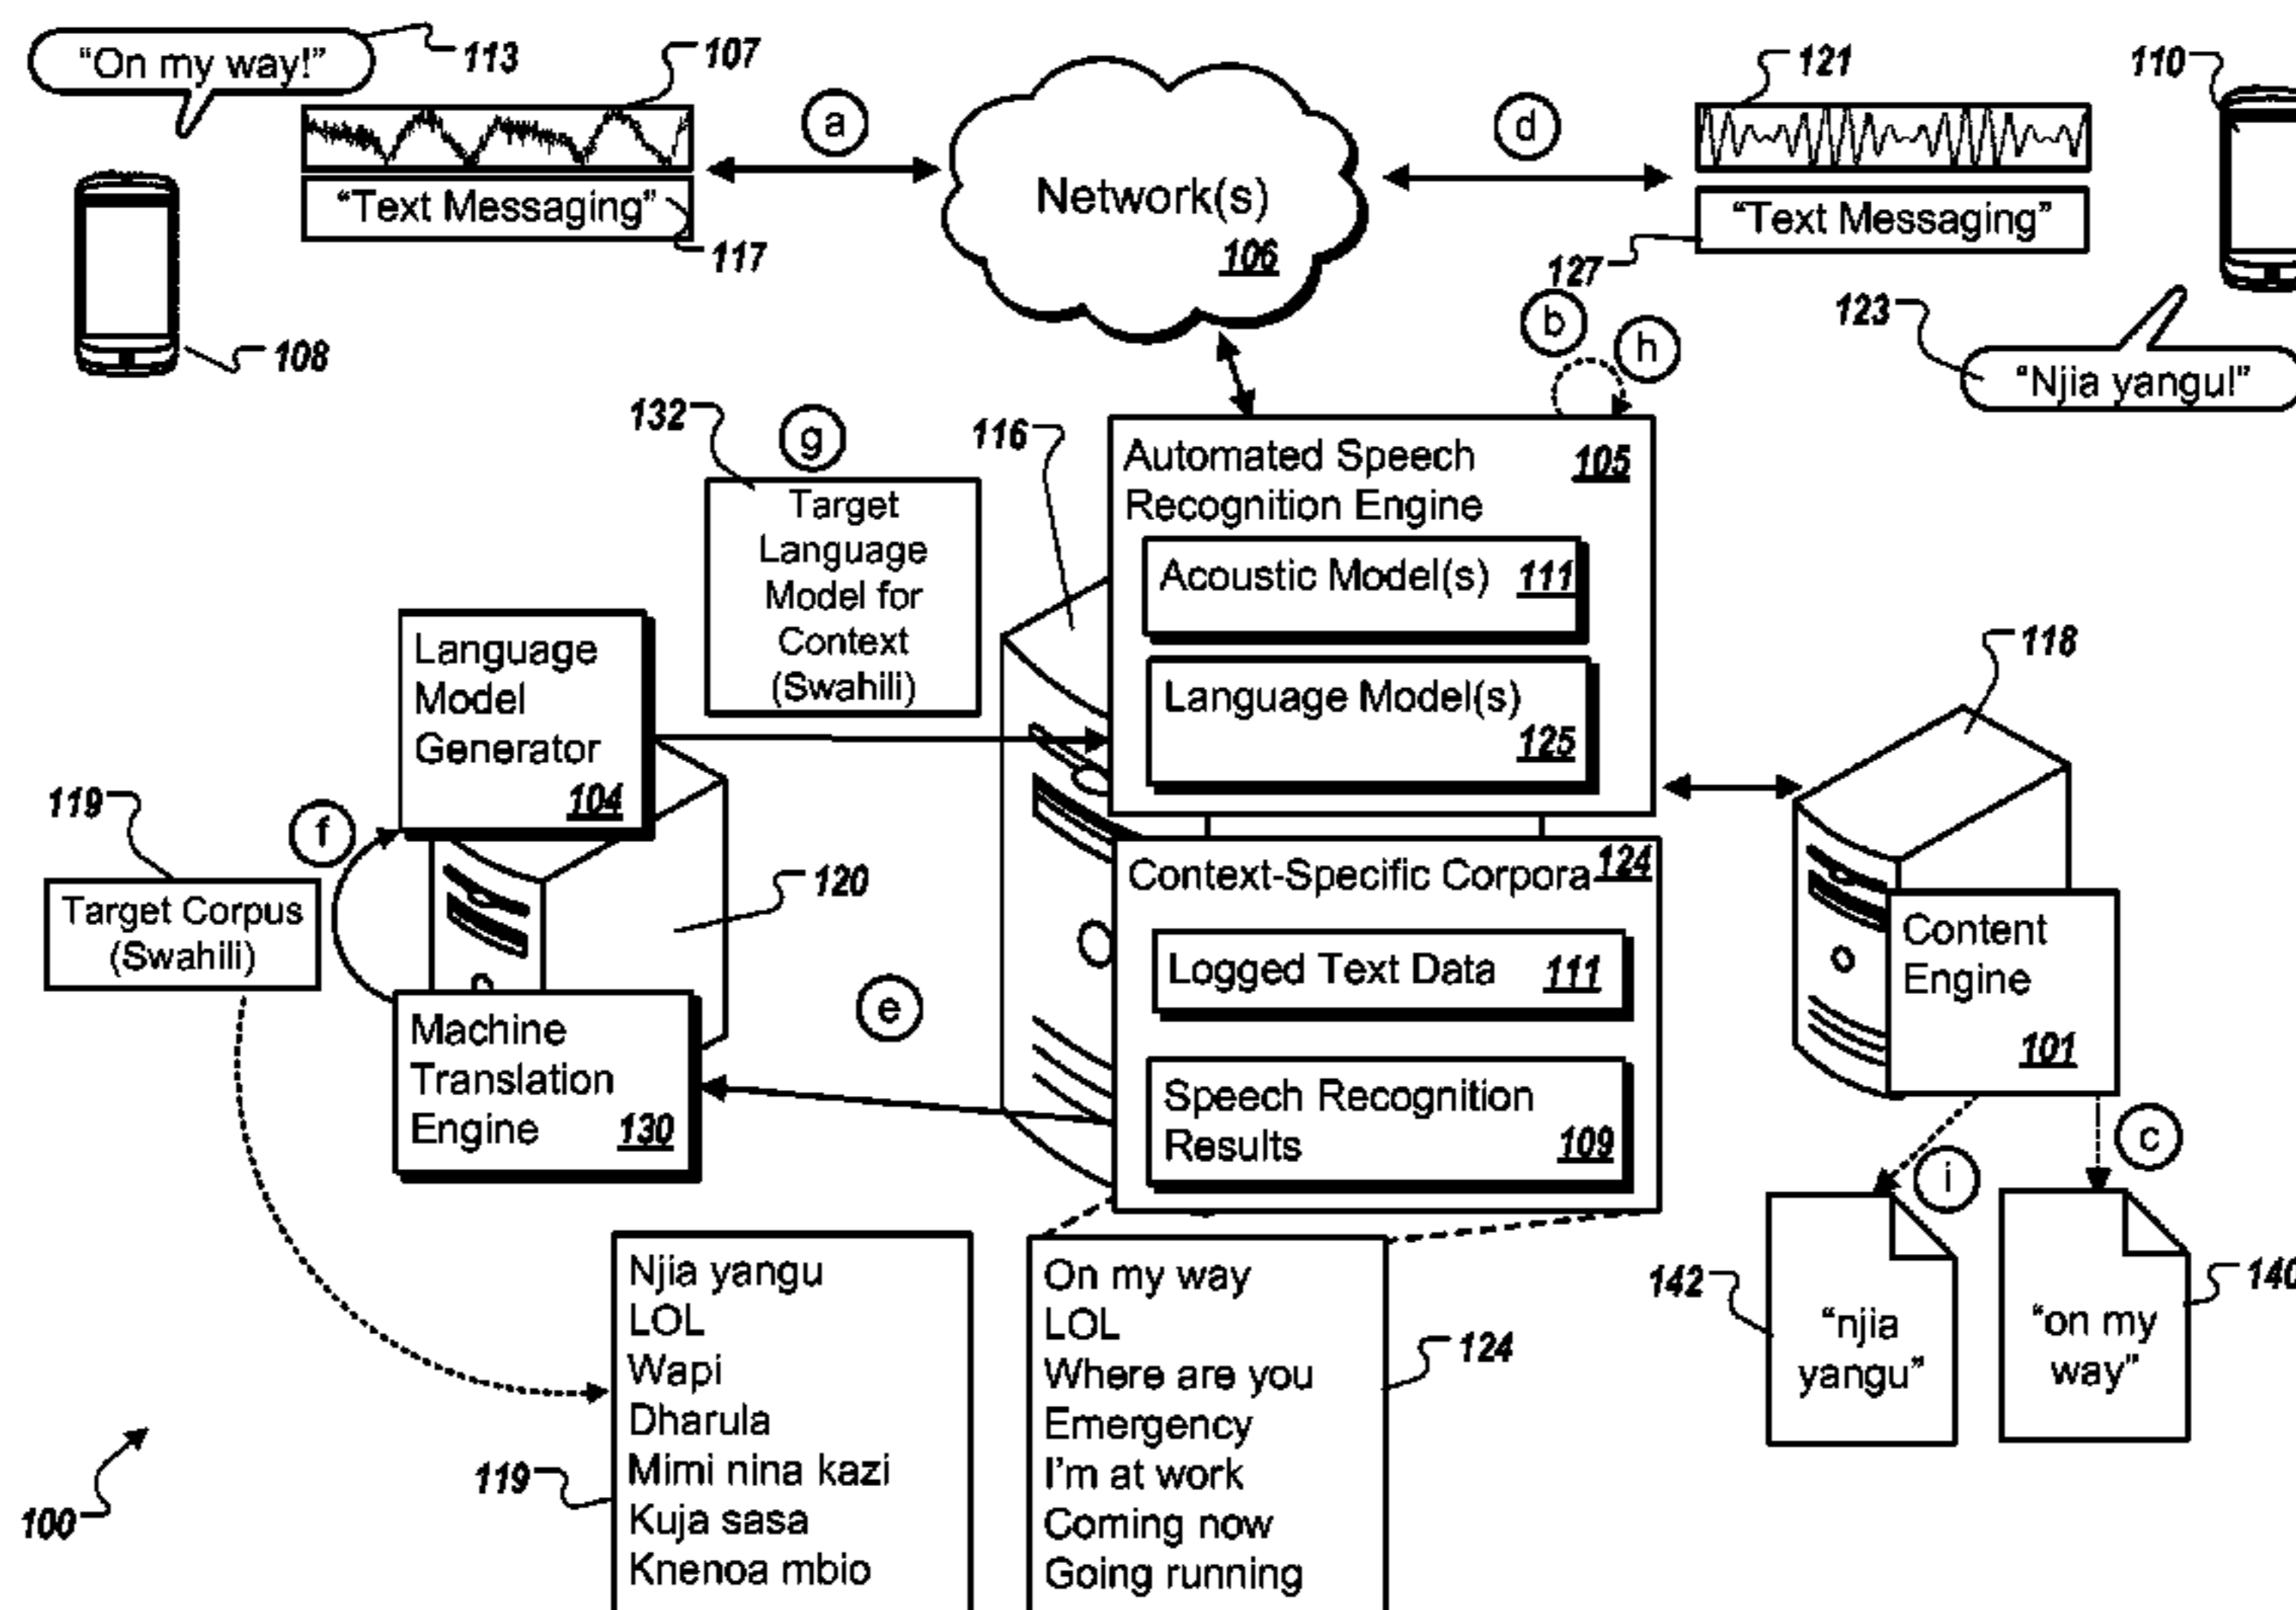 "On my way!"
113
107
a
"Text Messaging"
117
108
Network(s)
106
d
121
"Text Messaging"
127
110
123
"Njia yangu!"
b
h
132
g
Target
Language
Model for
Context
(Swahili)
116
Automated Speech
Recognition Engine
105
Acoustic Model(s) 111
Language Model(s)
125
118
Language
Model
Generator
104
119
f
Target Corpus
(Swahili)
120
e
Machine
Translation
Engine 130
Context-Specific Corpora 124
Logged Text Data 111
Speech Recognition
Results 109
Content
Engine
101
i
c
142
"njia
yangu"
"on my
way"
140
Njia yangu
LOL
Wapi
Dharula
Mimi nina kazi
Kuja sasa
Knenoa mbio
119
On my way
LOL
Where are you
Emergency
I'm at work
Coming now
Going running
124
100